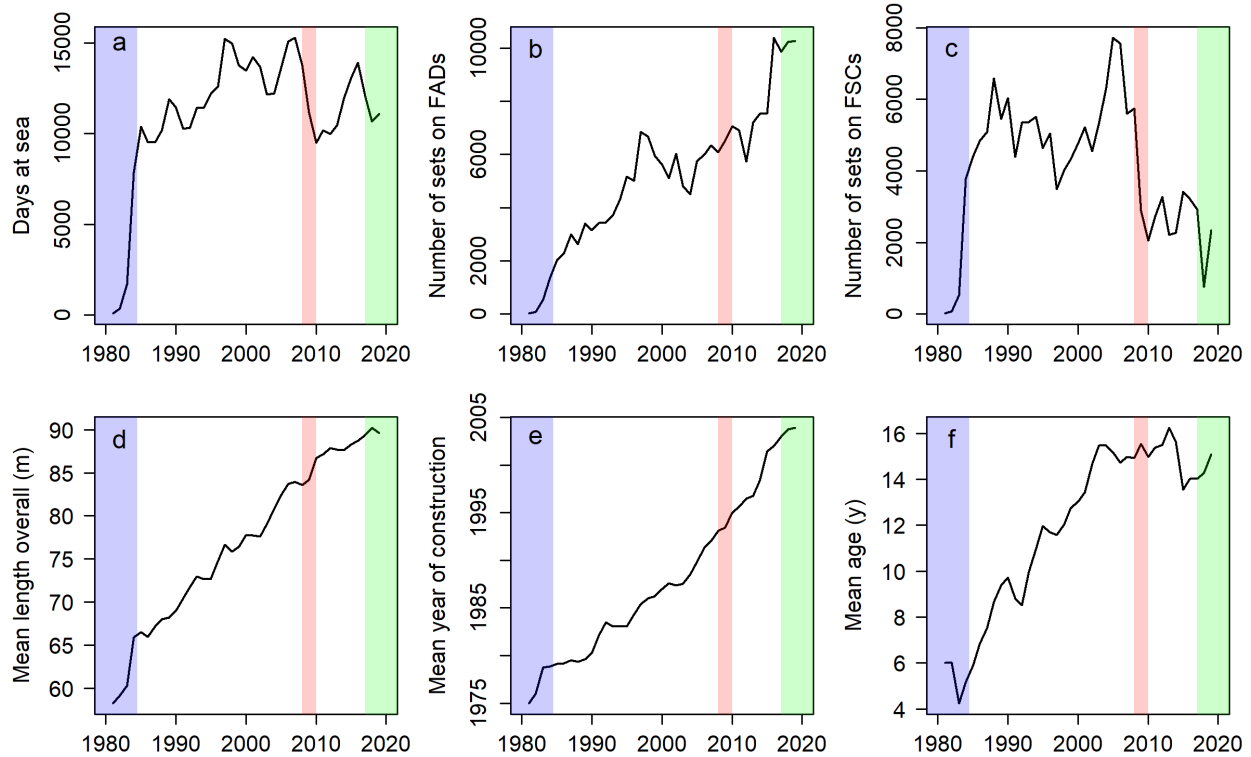 a
Days at sea
0
5000
10000
15000
1980 1990 2000 2010 2020
b
Number of sets on FADs
0
2000
6000
10000
1980 1990 2000 2010 2020
c
Number of sets on FSCs
0
2000
4000
6000
8000
1980 1990 2000 2010 2020
d
Mean length overall (m)
60
65
70
75
80
85
90
1980 1990 2000 2010 2020
e
Mean year of construction
1975
1985
1995
2005
1980 1990 2000 2010 2020
f
Mean age (y)
4
6
8
10
12
14
16
1980 1990 2000 2010 2020